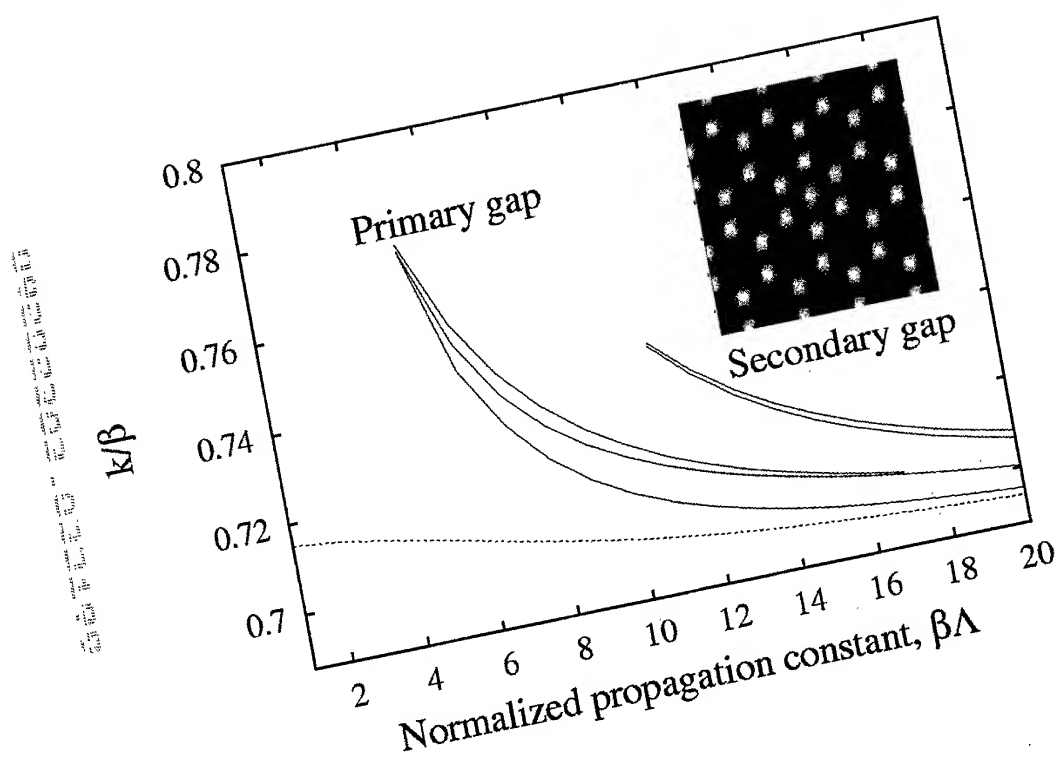 Primary gap
Secondary gap
0.8
0.78
0.76
0.74
0.72
0.7
k/β
2 4 6 8 10 12 14 16 18 20
Normalized propagation constant, βΛ